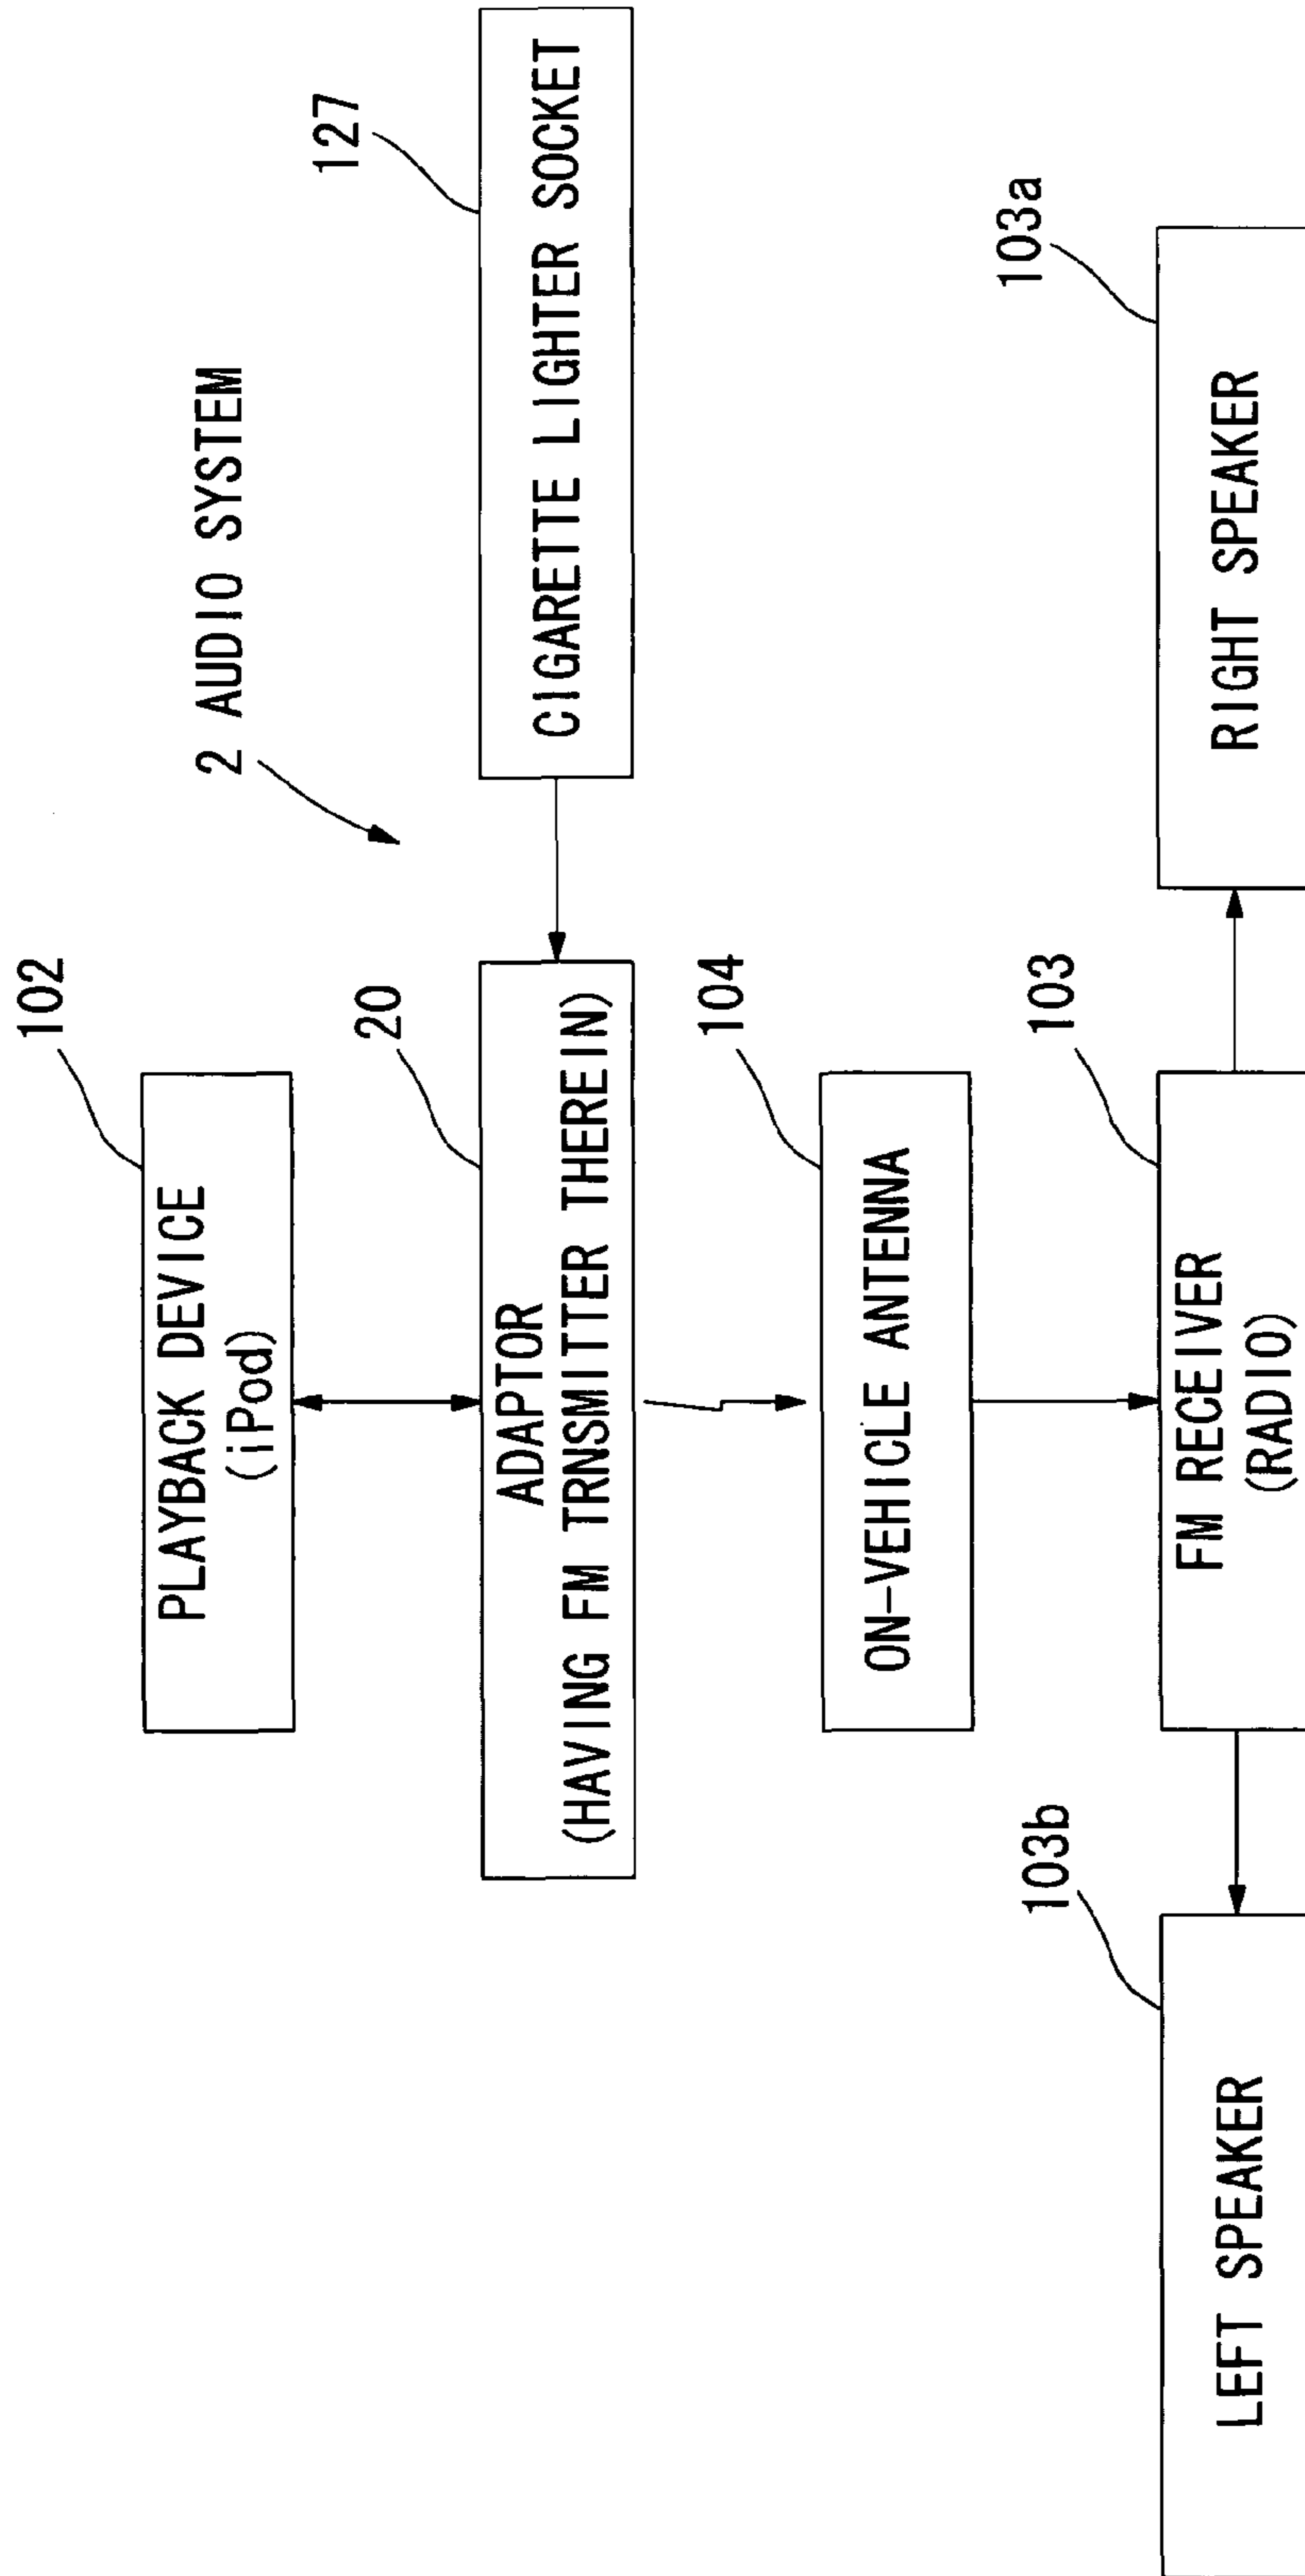 2 AUDIO SYSTEM
102
PLAYBACK DEVICE
(iPod)
20
ADAPTOR
(HAVING FM TRNSMITTER THEREIN)
127
CIGARETTE LIGHTER SOCKET
104
ON-VEHICLE ANTENNA
103b
LEFT SPEAKER
103
FM RECEIVER
(RADIO)
103a
RIGHT SPEAKER